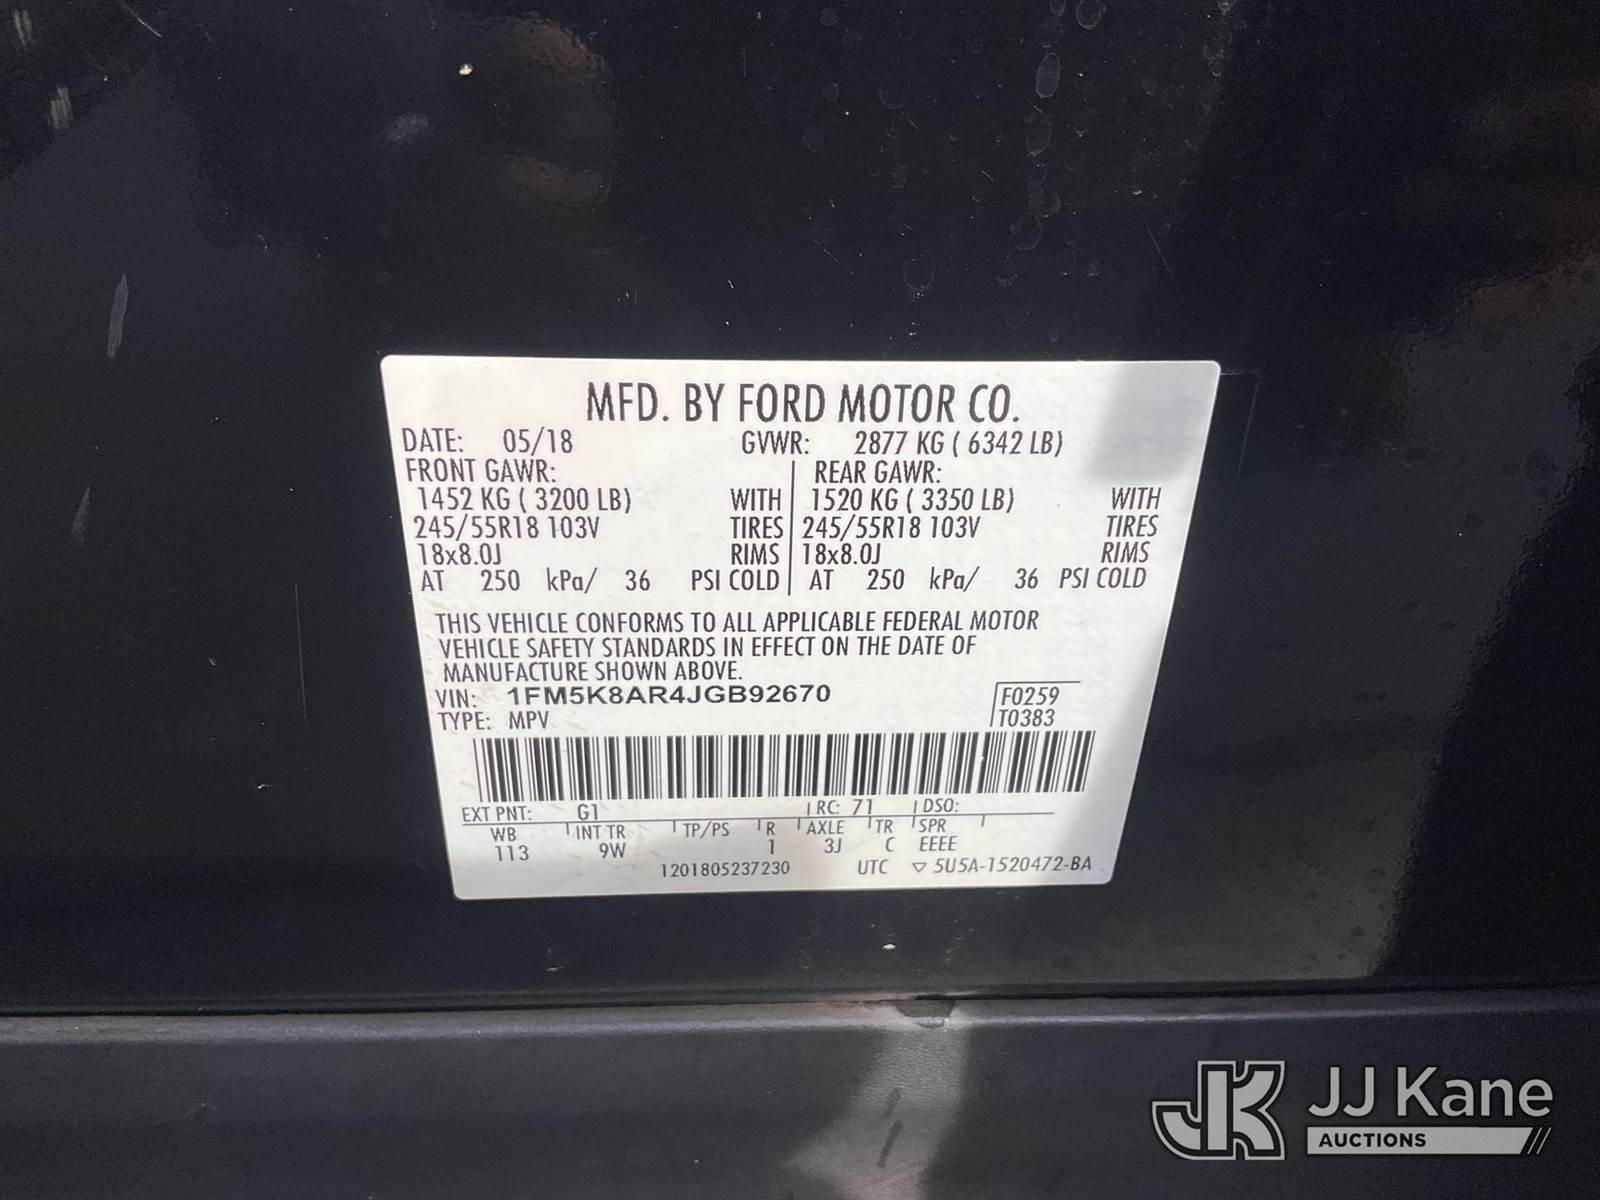 MFD. BY FORD MOTOR CO.
DATE: 05/18 GVWR: 2877 KG ( 6342 LB)
FRONT GAWR: REAR GAWR:
1452 KG ( 3200 LB) WITH 1520 KG ( 3350 LB) WITH
245/55R18 103V TIRES 245/55R18 103V TIRES
18x8.0J RIMS 18x8.0J RIMS
AT 250 kPa/ 36 PSI COLD AT 250 kPa/ 36 PSI COLD
THIS VEHICLE CONFORMS TO ALL APPLICABLE FEDERAL MOTOR
VEHICLE SAFETY STANDARDS IN EFFECT ON THE DATE OF
MANUFACTURE SHOWN ABOVE.
VIN: 1FM5K8AR4JGB92670 F0259
TYPE: MPV T0383
EXT PNT: G1 RC: 71 DSO:
WB INT TR TP/PS R AXLE TR SPR
113 9W 1 3J C EEEE
1201805237230 UTC ▽ 5U5A-1520472-BA
JK JJ Kane
AUCTIONS